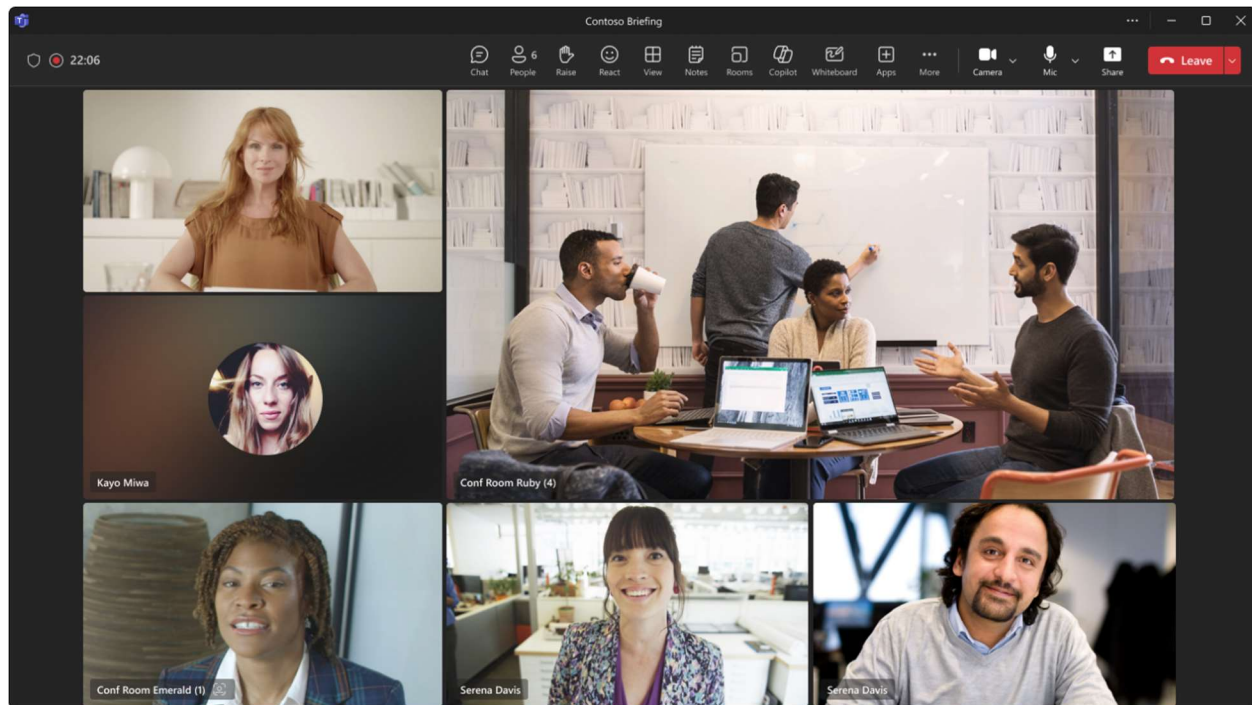 Contoso Briefing
22:06
Chat
People
6
Raise
React
View
Notes
Rooms
Copilot
Whiteboard
Apps
More
Camera
Mic
Share
Leave
Kayo Miwa
Conf Room Ruby (4)
Conf Room Emerald (1)
Serena Davis
Serena Davis